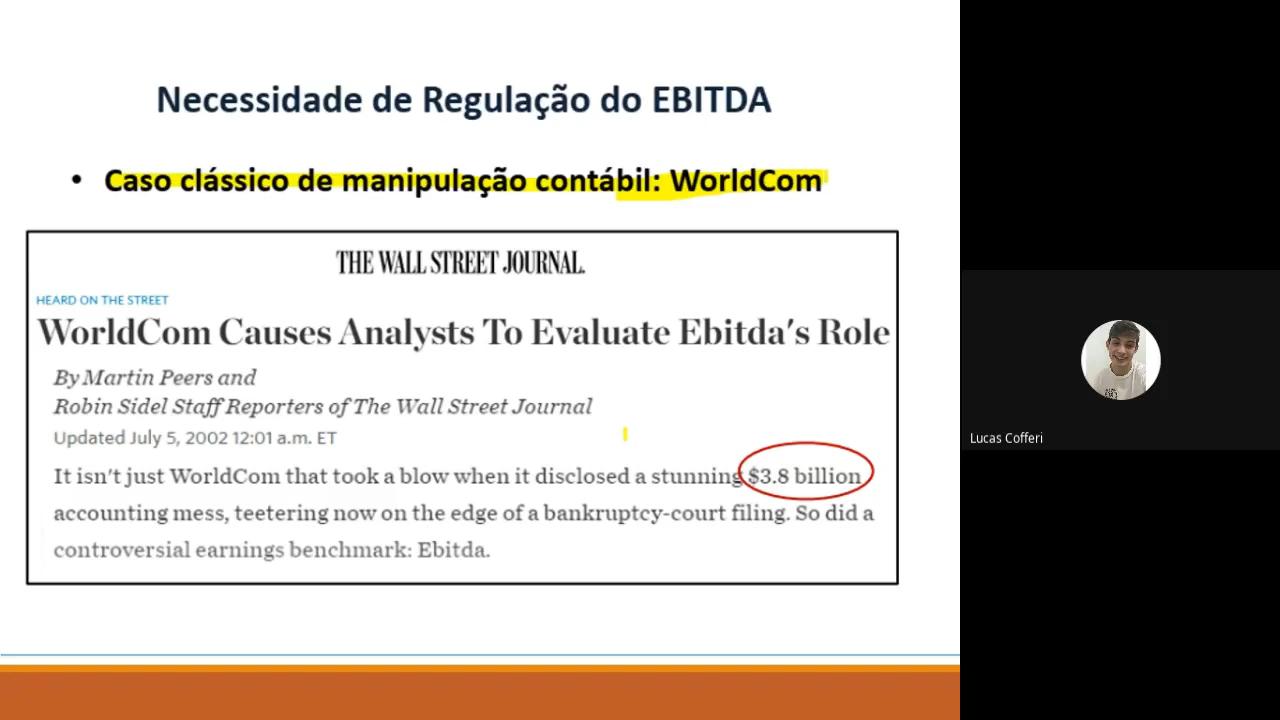 Necessidade de Regulação do EBITDA
• Caso clássico de manipulação contábil: WorldCom
THE WALL STREET JOURNAL.
HEARD ON THE STREET
WorldCom Causes Analysts To Evaluate Ebitda's Role
By Martin Peers and
Robin Sidel Staff Reporters of The Wall Street Journal
Updated July 5, 2002 12:01 a.m. ET
It isn't just WorldCom that took a blow when it disclosed a stunning $3.8 billion
accounting mess, teetering now on the edge of a bankruptcy-court filing. So did a
controversial earnings benchmark: Ebitda.
Lucas Cofferi